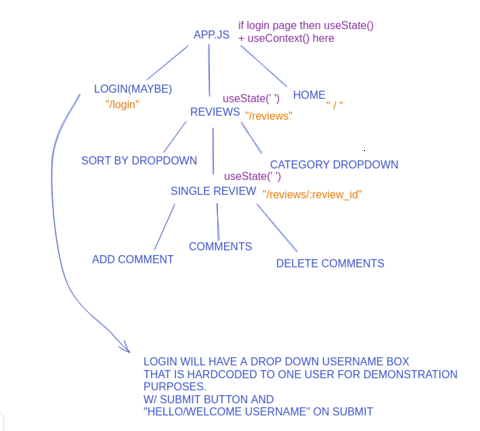 if login page then useState()
APP.JS
+ useContext() here
LOGIN(MAYBE)
"/login"
useState(' ')
HOME
"/ "
REVIEWS
"/reviews"
SORT BY DROPDOWN
CATEGORY DROPDOWN
useState(' ')
SINGLE REVIEW
"/reviews/:review_id"
ADD COMMENT
COMMENTS
DELETE COMMENTS
LOGIN WILL HAVE A DROP DOWN USERNAME BOX
THAT IS HARDCODED TO ONE USER FOR DEMONSTRATION
PURPOSES.
W/ SUBMIT BUTTON AND
"HELLO/WELCOME USERNAME" ON SUBMIT